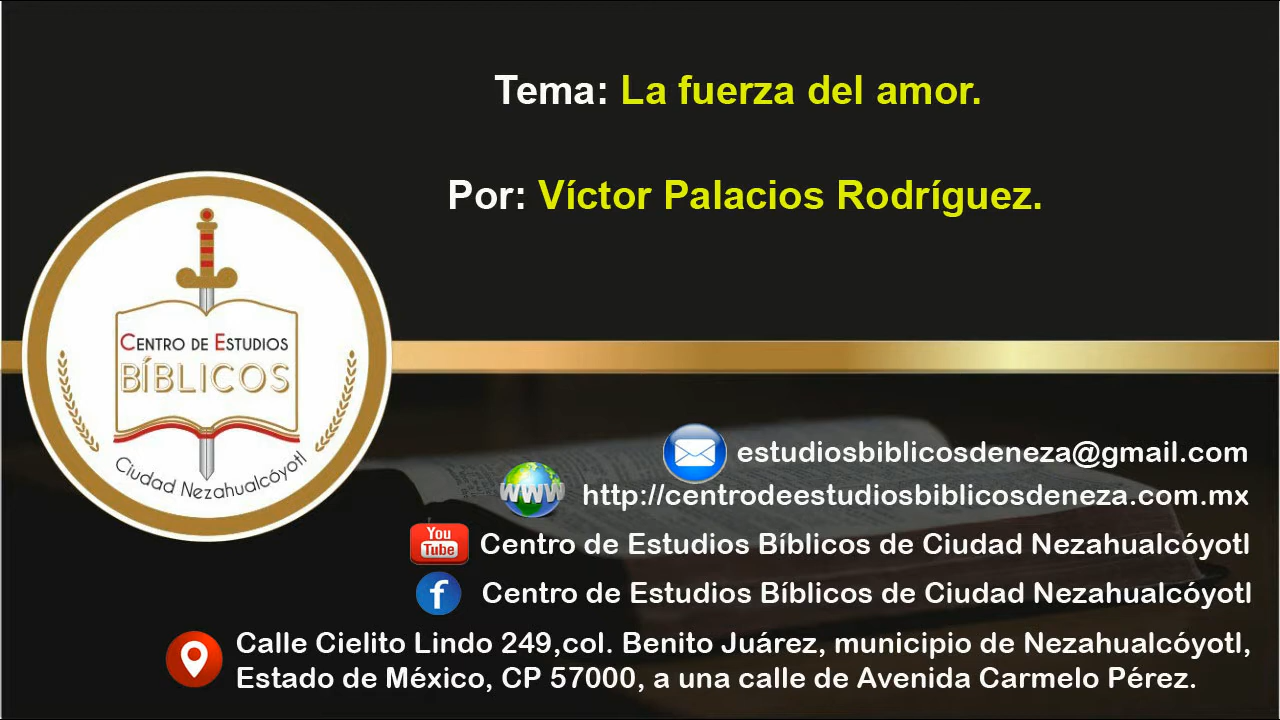 Tema: La fuerza del amor.
Por: Víctor Palacios Rodríguez.
CENTRO DE ESTUDIOS
BÍBLICOS
Ciudad Nezahualcóyotl
estudiosbiblicosdeneza@gmail.com
WWW
http://centrodeestudiosbiblicosdeneza.com.mx
You
Tube
Centro de Estudios Bíblicos de Ciudad Nezahualcóyotl
f
Centro de Estudios Bíblicos de Ciudad Nezahualcóyotl
Calle Cielito Lindo 249,col. Benito Juárez, municipio de Nezahualcóyotl,
Estado de México, CP 57000, a una calle de Avenida Carmelo Pérez.